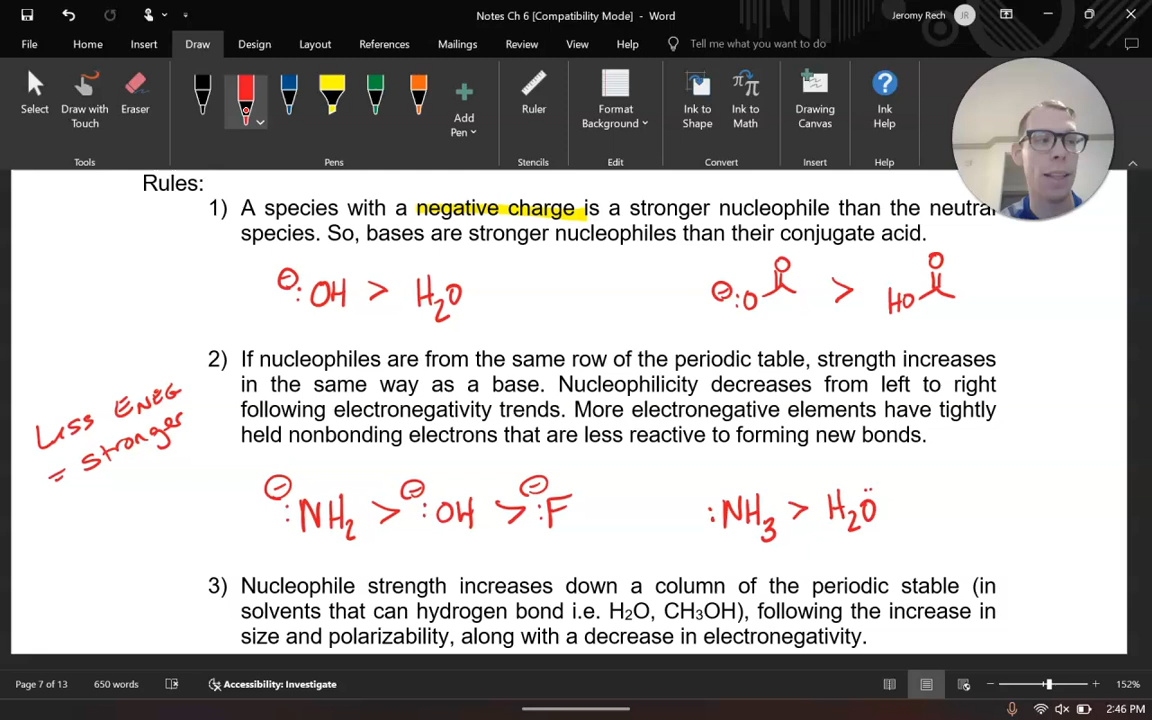 Notes Ch 6 [Compatibility Mode] - Word
Jeromy Rech
JR
File Home Insert Draw Design Layout References Mailings Review View Help Tell me what you want to do
Select
Draw with Touch
Eraser
Add Pen
Ruler
Format Background
Ink to Shape
Ink to Math
Drawing Canvas
Ink Help
Tools Pens Stencils Edit Convert Insert Help
Rules:
1) A species with a negative charge is a stronger nucleophile than the neutral
species. So, bases are stronger nucleophiles than their conjugate acid.
⊖:OH > H₂O
⊖:O O > HO O
2) If nucleophiles are from the same row of the periodic table, strength increases
in the same way as a base. Nucleophilicity decreases from left to right
following electronegativity trends. More electronegative elements have tightly
held nonbonding electrons that are less reactive to forming new bonds.
Less ENEG
= stronger
⊖:NH₂ > ⊖:OH > ⊖:F
:NH₃ > H₂Ö
3) Nucleophile strength increases down a column of the periodic stable (in
solvents that can hydrogen bond i.e. H₂O, CH₃OH), following the increase in
size and polarizability, along with a decrease in electronegativity.
Page 7 of 13 650 words Accessibility: Investigate 152%
2:46 PM